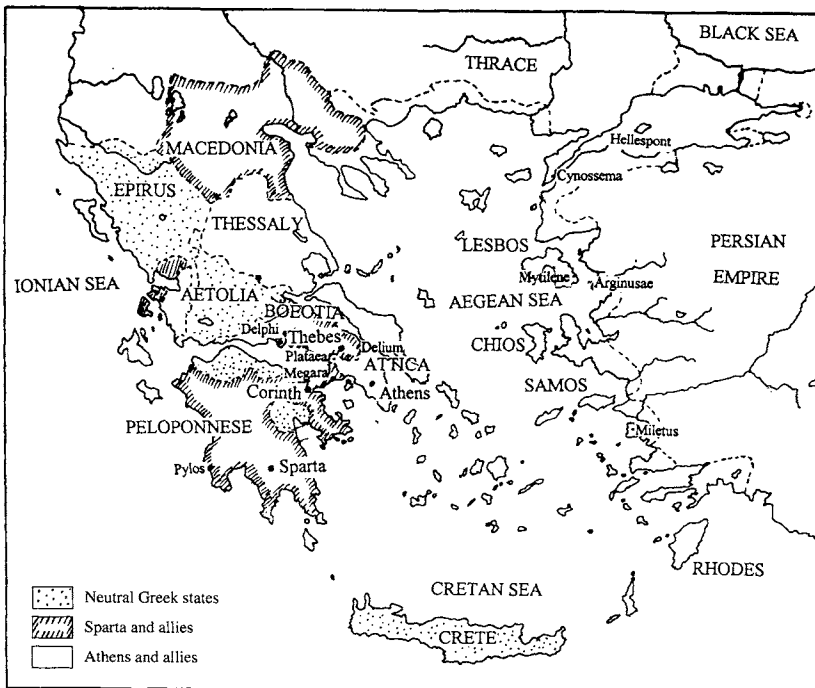 BLACK SEA
THRACE
Hellespont
MACEDONIA
Cynossema
EPIRUS
THESSALY
LESBOS
PERSIAN
EMPIRE
IONIAN SEA
Mytilene
Arginusae
AETOLIA
AEGEAN SEA
BOEOTIA
Delphi
Thebes
Delium
CHIOS
Plataea
ATTICA
Megara
Athens
Corinth
SAMOS
PELOPONNESE
Miletus
Pylos
Sparta
RHODES
CRETAN SEA
Neutral Greek states
Sparta and allies
CRETE
Athens and allies